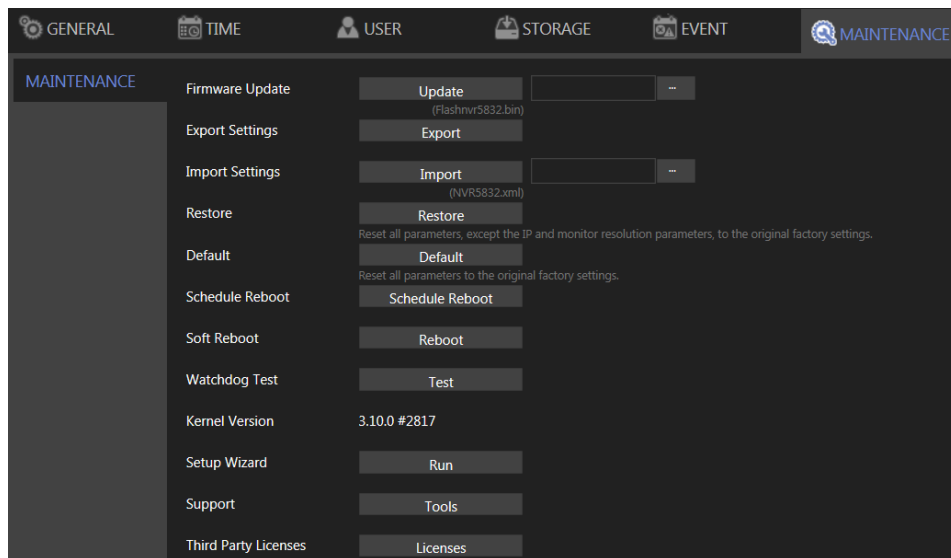 GENERAL TIME USER STORAGE EVENT MAINTENANCE
MAINTENANCE
Firmware Update Update ...
(Flashnvr5832.bin)
Export Settings Export
Import Settings Import ...
(NVR5832.xml)
Restore Restore
Reset all parameters, except the IP and monitor resolution parameters, to the original factory settings.
Default Default
Reset all parameters to the original factory settings.
Schedule Reboot Schedule Reboot
Soft Reboot Reboot
Watchdog Test Test
Kernel Version 3.10.0 #2817
Setup Wizard Run
Support Tools
Third Party Licenses Licenses